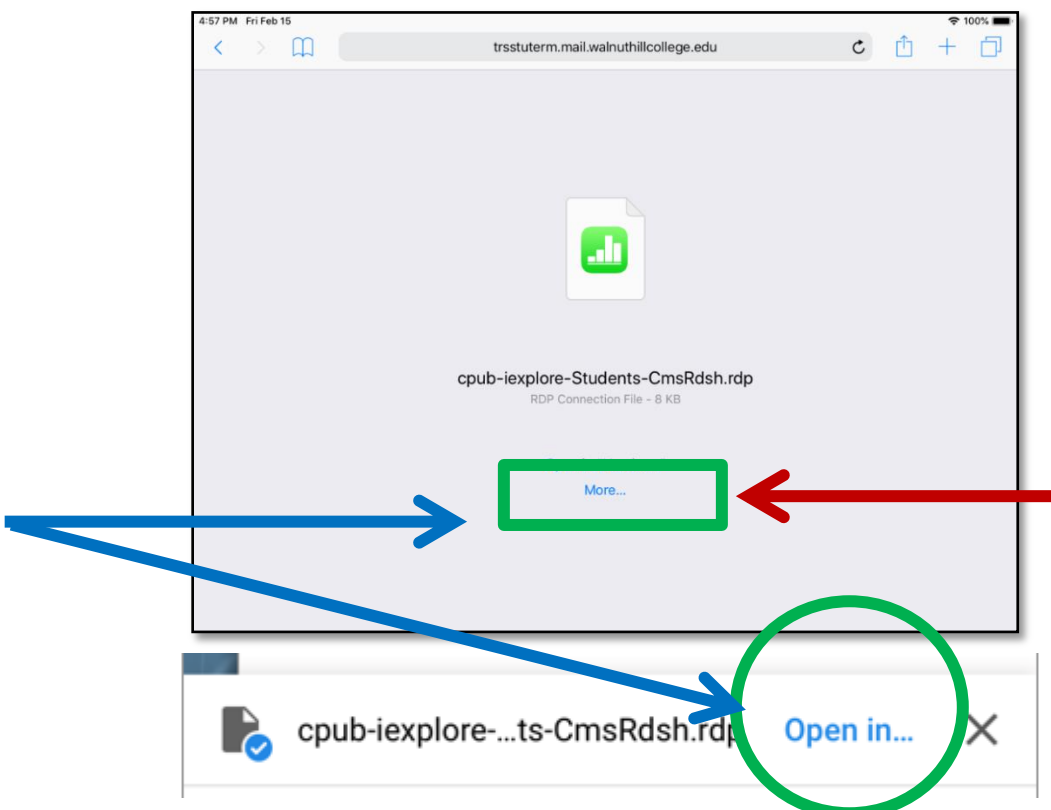 4:57 PM Fri Feb 15
100%
trsstuterm.mail.walnuthillcollege.edu
cpub-iexplore-Students-CmsRdsh.rdp
RDP Connection File - 8 KB
More...
cpub-iexplore-...ts-CmsRdsh.rdp
Open in...